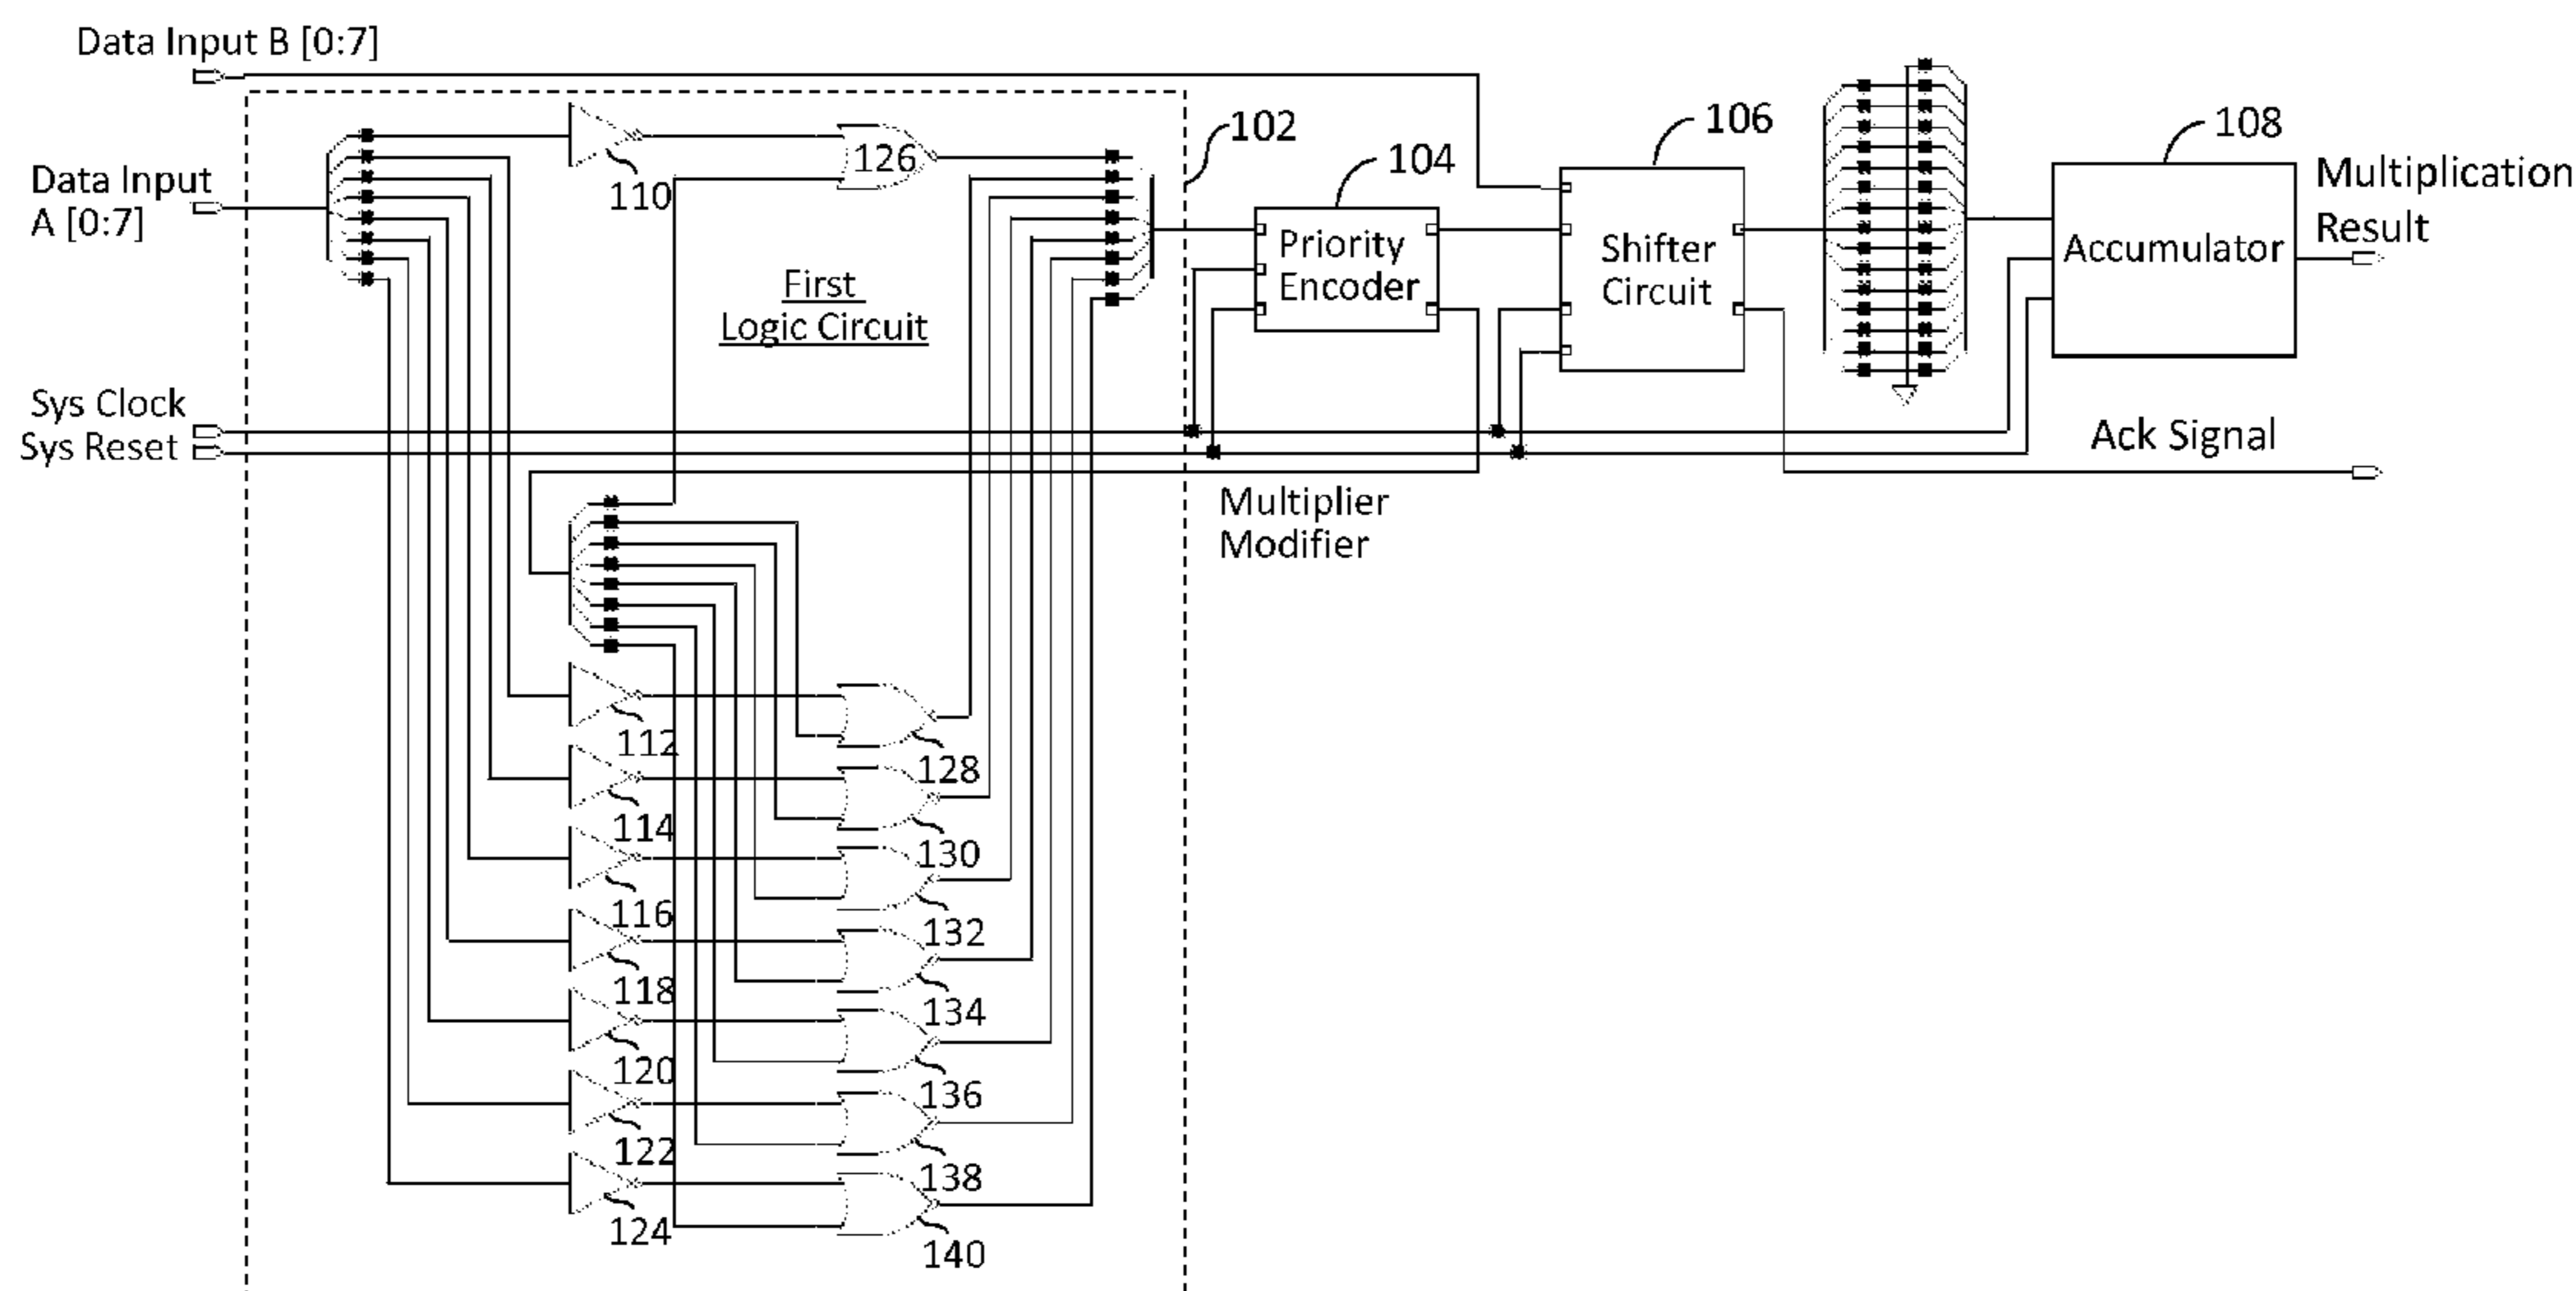 Data Input B [0:7]
102
106
108
126
104
Data Input
A [0:7]
110
Multiplication
Result
Priority
Encoder
Shifter
Circuit
Accumulator
First
Logic Circuit
Sys Clock
Sys Reset
Ack Signal
Multiplier
Modifier
112
128
114
130
116
132
118
134
120
136
122
138
124
140